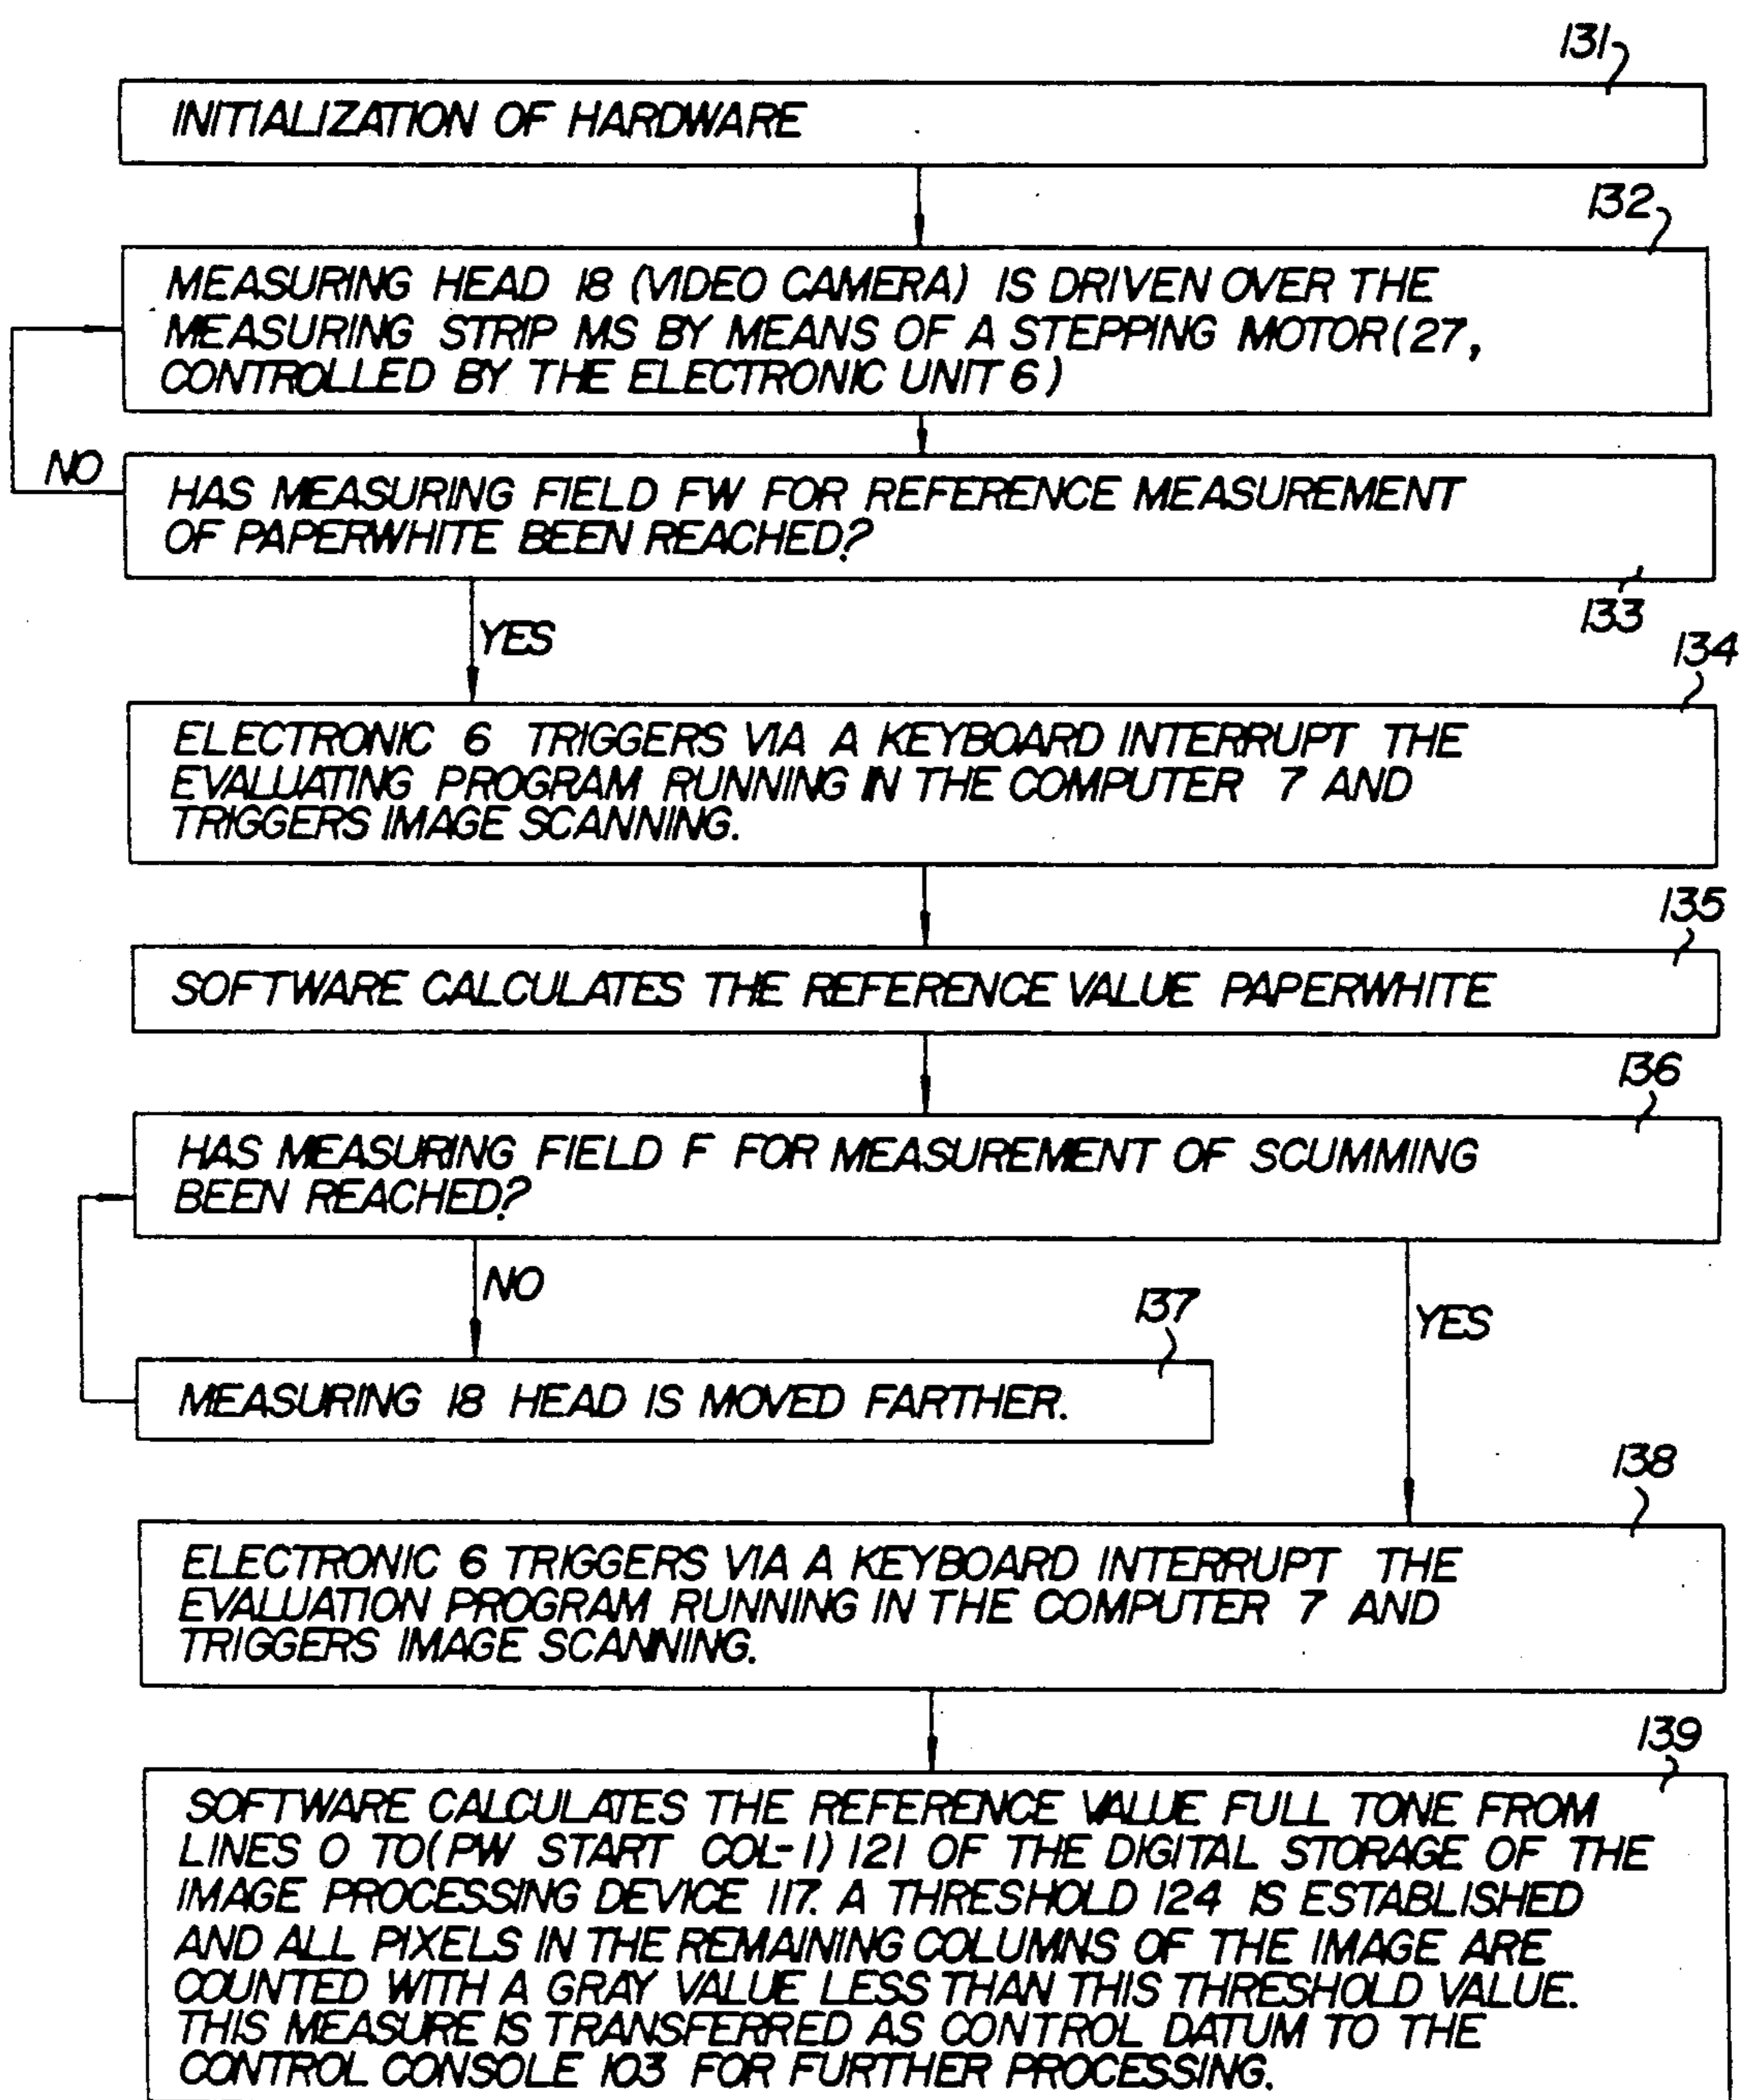 131
INITIALIZATION OF HARDWARE
132
MEASURING HEAD 18 (VIDEO CAMERA) IS DRIVEN OVER THE
MEASURING STRIP MS BY MEANS OF A STEPPING MOTOR (27,
CONTROLLED BY THE ELECTRONIC UNIT 6)
NO
HAS MEASURING FIELD FW FOR REFERENCE MEASUREMENT
OF PAPERWHITE BEEN REACHED?
133
YES
134
ELECTRONIC 6 TRIGGERS VIA A KEYBOARD INTERRUPT THE
EVALUATING PROGRAM RUNNING IN THE COMPUTER 7 AND
TRIGGERS IMAGE SCANNING.
135
SOFTWARE CALCULATES THE REFERENCE VALUE PAPERWHITE
136
HAS MEASURING FIELD F FOR MEASUREMENT OF SCUMMING
BEEN REACHED?
NO
YES
137
MEASURING 18 HEAD IS MOVED FARTHER.
138
ELECTRONIC 6 TRIGGERS VIA A KEYBOARD INTERRUPT THE
EVALUATION PROGRAM RUNNING IN THE COMPUTER 7 AND
TRIGGERS IMAGE SCANNING.
139
SOFTWARE CALCULATES THE REFERENCE VALUE FULL TONE FROM
LINES 0 TO (PW START COL-1) 121 OF THE DIGITAL STORAGE OF THE
IMAGE PROCESSING DEVICE 117. A THRESHOLD 124 IS ESTABLISHED
AND ALL PIXELS IN THE REMAINING COLUMNS OF THE IMAGE ARE
COUNTED WITH A GRAY VALUE LESS THAN THIS THRESHOLD VALUE.
THIS MEASURE IS TRANSFERRED AS CONTROL DATUM TO THE
CONTROL CONSOLE 103 FOR FURTHER PROCESSING.